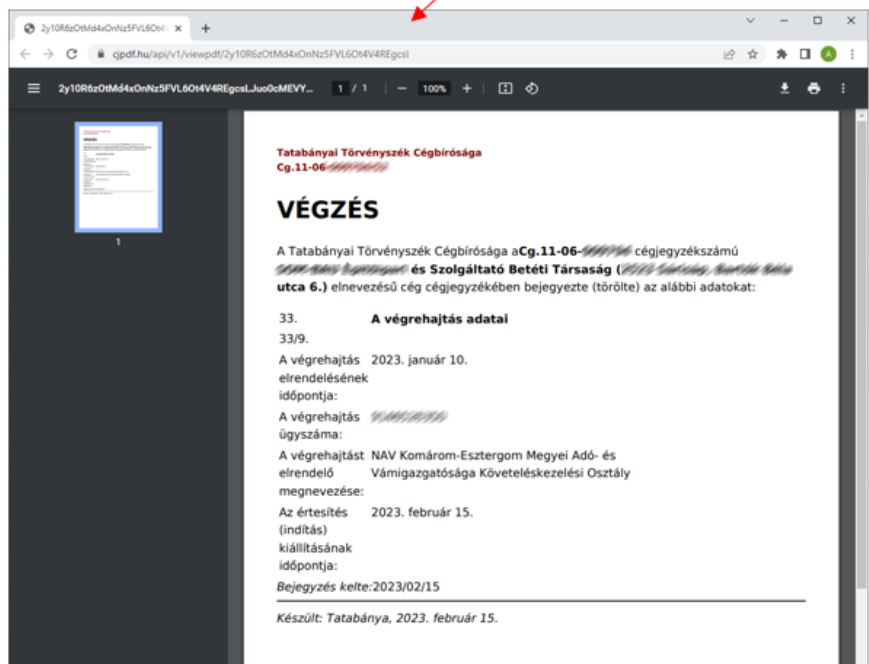 2y10R6zOtMd4xOnNz5FVL6Ot4
cjpdf.hu/api/v1/viewpdf/2y10R6zOtMd4xOnNz5FVL6Ot4V4REgcsl
A
2y10R6zOtMd4xOnNz5FVL6Ot4V4REgcsLJuo0cMEVY... 1 / 1 100%
1
Tatabányai Törvényszék Cégbírósága
Cg.11-06-
VÉGZÉS
A Tatabányai Törvényszék Cégbírósága aCg.11-06- cégjegyzékszámú
és Szolgáltató Betéti Társaság (
utca 6.) elnevezésű cég cégjegyzékében bejegyezte (törölte) az alábbi adatokat:
33. A végrehajtás adatai
33/9.
A végrehajtás 2023. január 10.
elrendelésének
időpontja:
A végrehajtás
ügyszáma:
A végrehajtást NAV Komárom-Esztergom Megyei Adó- és
elrendelő Vámigazgatósága Követeléskezelési Osztály
megnevezése:
Az értesítés 2023. február 15.
(indítás)
kiállításának
időpontja:
Bejegyzés kelte:2023/02/15
Készült: Tatabánya, 2023. február 15.